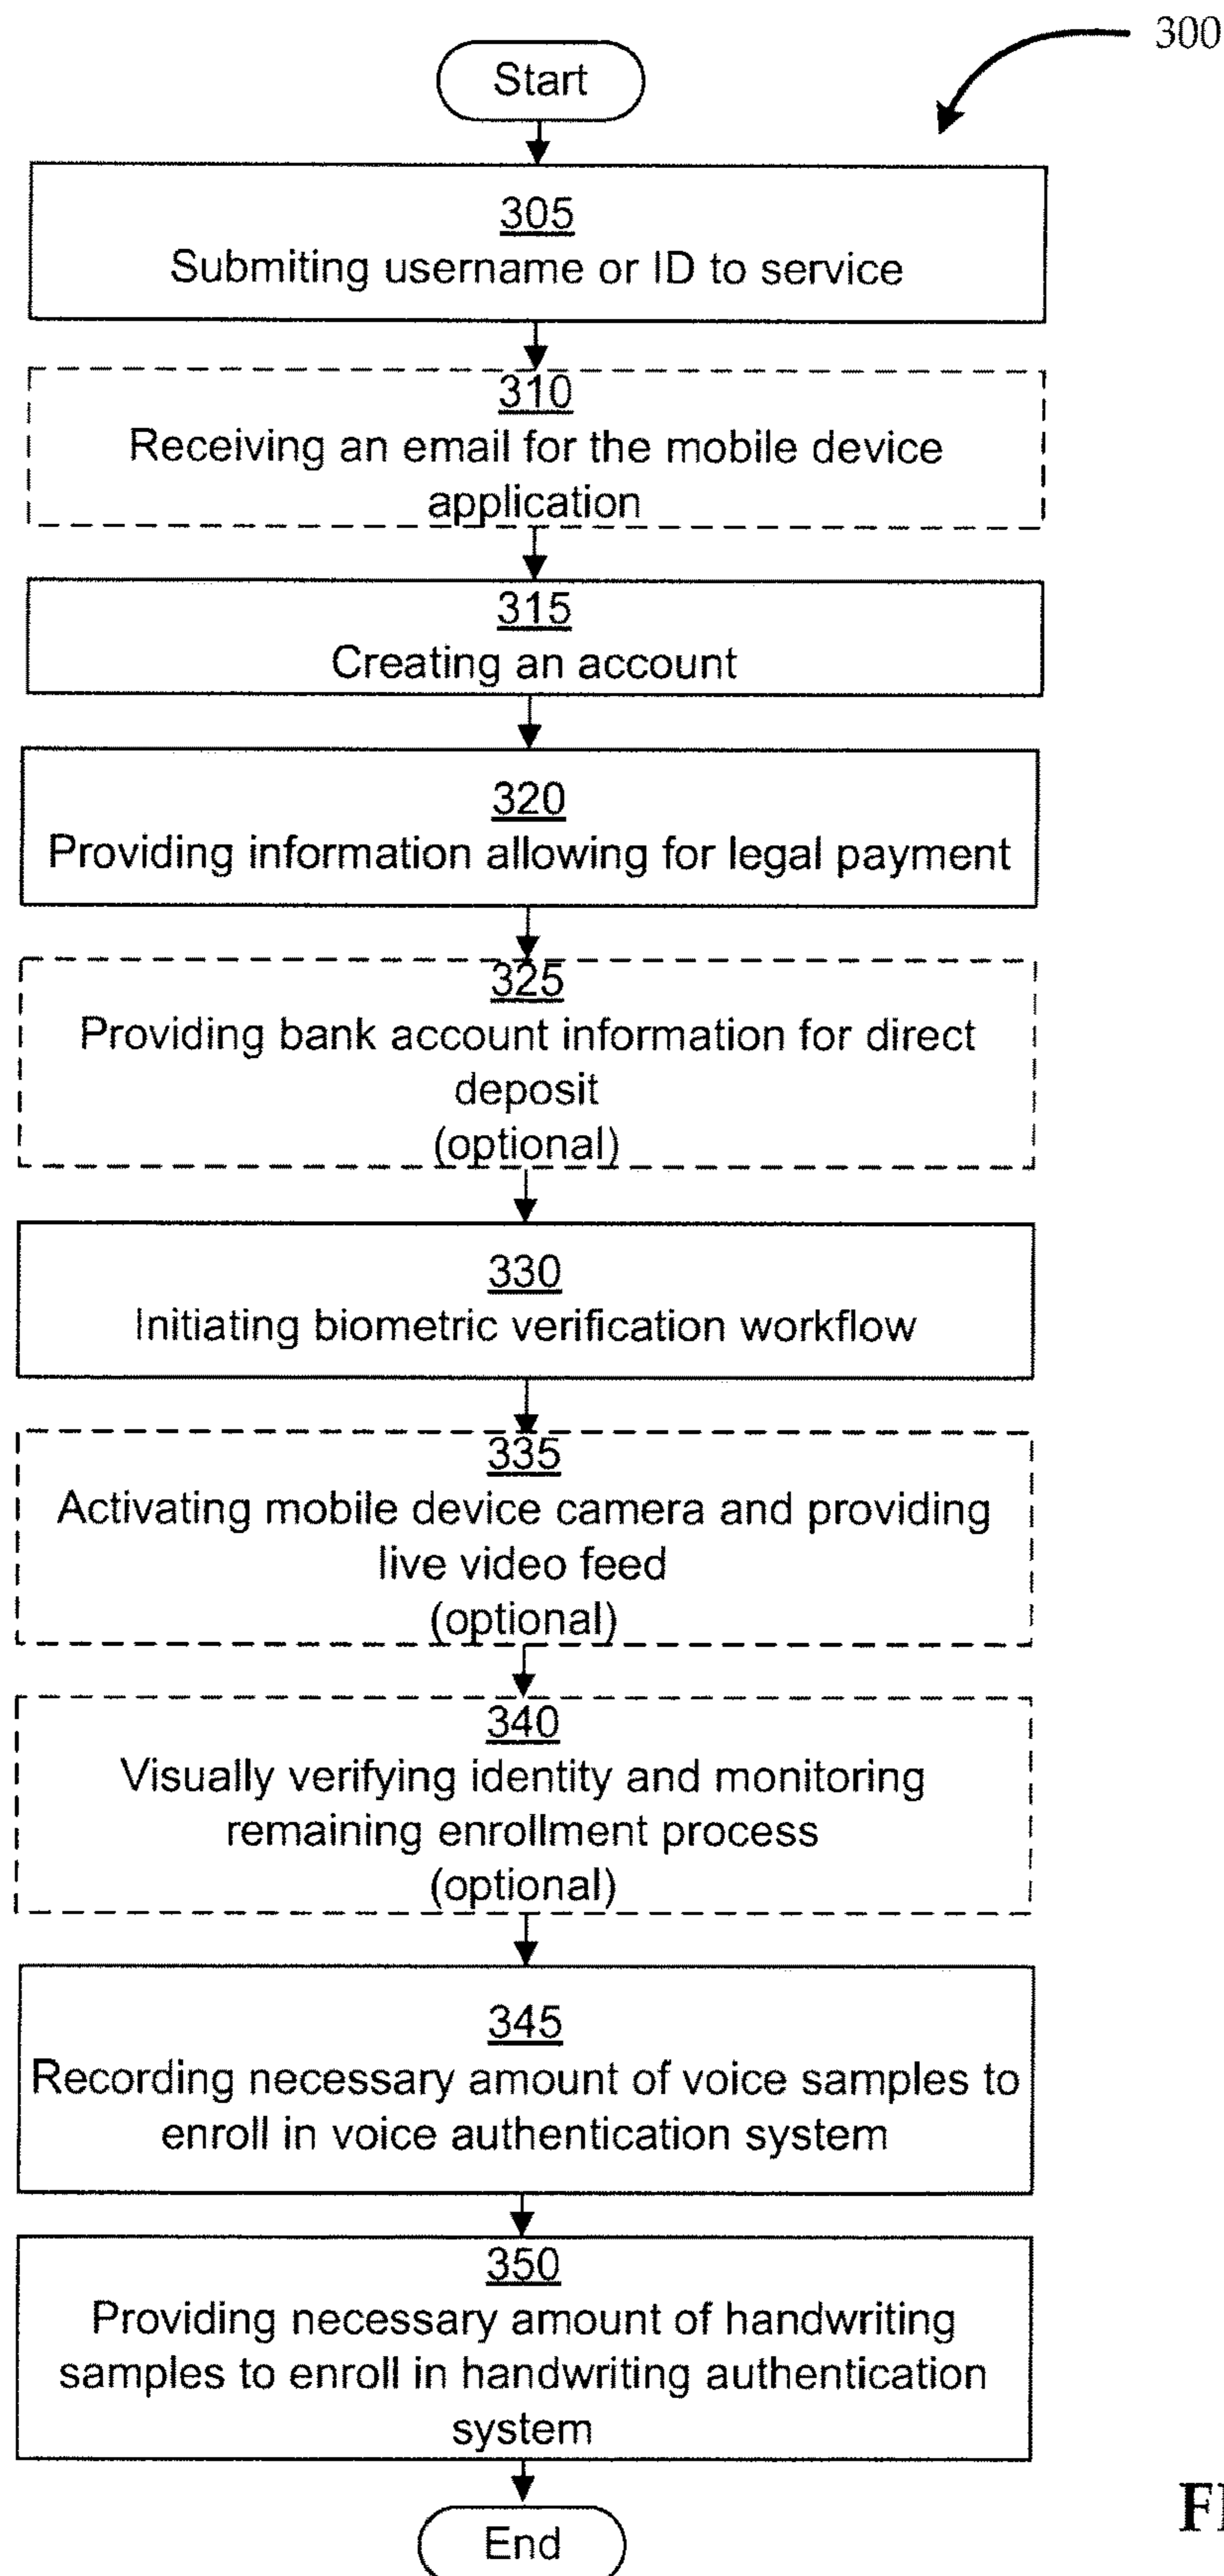 300
Start
305
Submiting username or ID to service
310
Receiving an email for the mobile device
application
315
Creating an account
320
Providing information allowing for legal payment
325
Providing bank account information for direct
deposit
(optional)
330
Initiating biometric verification workflow
335
Activating mobile device camera and providing
live video feed
(optional)
340
Visually verifying identity and monitoring
remaining enrollment process
(optional)
345
Recording necessary amount of voice samples to
enroll in voice authentication system
350
Providing necessary amount of handwriting
samples to enroll in handwriting authentication
system
End